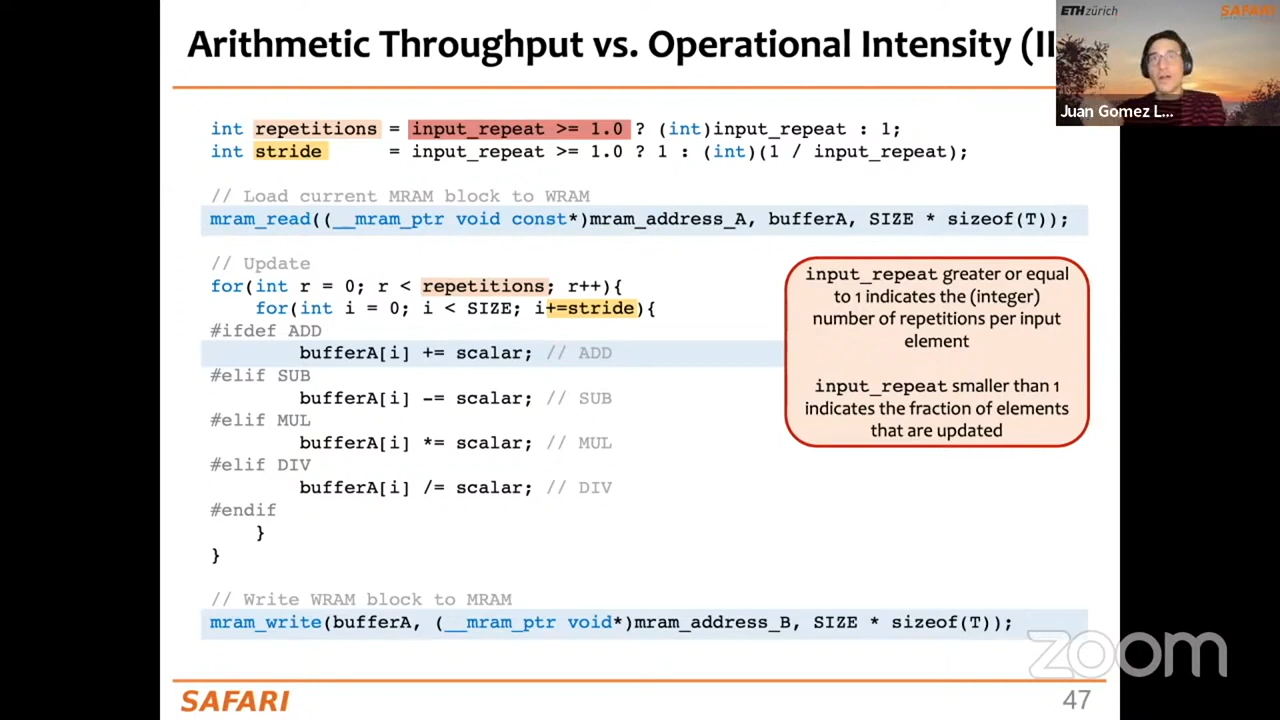 Arithmetic Throughput vs. Operational Intensity (II
ETH zürich
SAFARI
Juan Gomez L...
int repetitions = input_repeat >= 1.0 ? (int)input_repeat : 1;
int stride = input_repeat >= 1.0 ? 1 : (int)(1 / input_repeat);
// Load current MRAM block to WRAM
mram_read((__mram_ptr void const*)mram_address_A, bufferA, SIZE * sizeof(T));
// Update
for(int r = 0; r < repetitions; r++){
for(int i = 0; i < SIZE; i+=stride){
#ifdef ADD
bufferA[i] += scalar; // ADD
#elif SUB
bufferA[i] -= scalar; // SUB
#elif MUL
bufferA[i] *= scalar; // MUL
#elif DIV
bufferA[i] /= scalar; // DIV
#endif
}
}
input_repeat greater or equal
to 1 indicates the (integer)
number of repetitions per input
element
input_repeat smaller than 1
indicates the fraction of elements
that are updated
// Write WRAM block to MRAM
mram_write(bufferA, (__mram_ptr void*)mram_address_B, SIZE * sizeof(T));
zoom
SAFARI
47